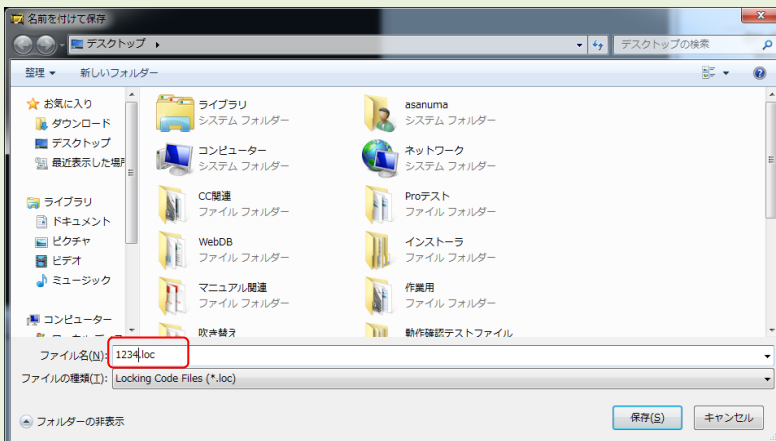 名前を付けて保存
デスクトップ
デスクトップの検索
整理 新しいフォルダー
お気に入り
ダウンロード
デスクトップ
最近表示した場所
ライブラリ
ドキュメント
ピクチャ
ビデオ
ミュージック
コンピューター
ライブラリ
システム フォルダー
asanuma
システム フォルダー
コンピューター
システム フォルダー
ネットワーク
システム フォルダー
CC関連
ファイル フォルダー
Proテスト
ファイル フォルダー
WebDB
ファイル フォルダー
インストーラ
ファイル フォルダー
マニュアル関連
ファイル フォルダー
作業用
ファイル フォルダー
吹き替え
動作確認テストファイル
ファイル名(N): 1234.loc
ファイルの種類(T): Locking Code Files (*.loc)
フォルダーの非表示
保存(S) キャンセル